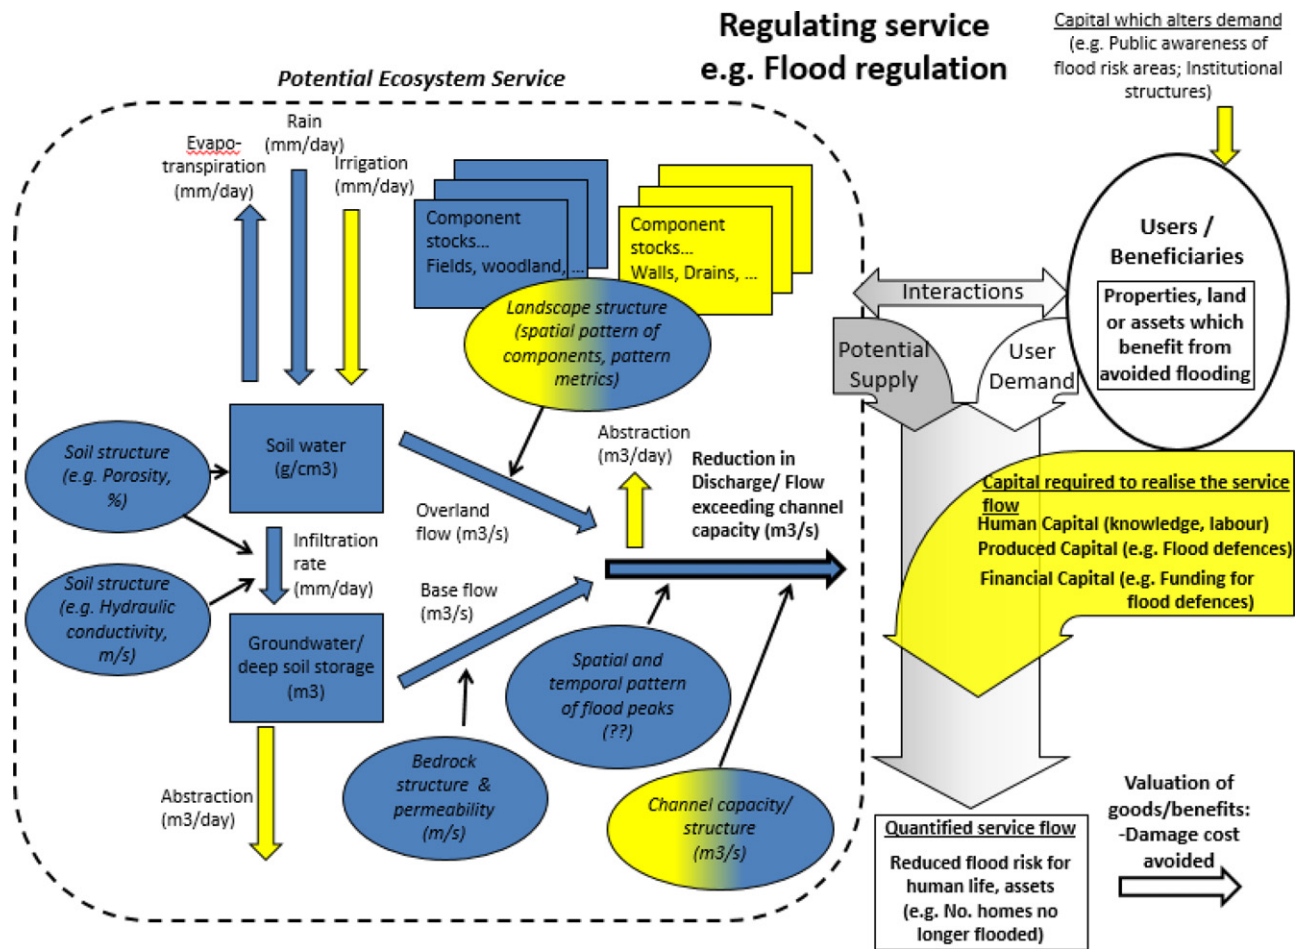 Regulating service
e.g. Flood regulation
Capital which alters demand
(e.g. Public awareness of
flood risk areas; Institutional
structures)
Potential Ecosystem Service
Evapo-
transpiration
(mm/day)
Rain
(mm/day)
Irrigation
(mm/day)
Component
stocks...
Fields, woodland, ...
Component
stocks...
Walls, Drains, ...
Landscape structure
(spatial pattern of
components, pattern
metrics)
Users /
Beneficiaries
Properties, land
or assets which
benefit from
avoided flooding
Interactions
Potential
Supply
User
Demand
Soil structure
(e.g. Porosity,
%)
Soil water
(g/cm3)
Overland
flow (m3/s)
Abstraction
(m3/day)
Reduction in
Discharge/ Flow
exceeding channel
capacity (m3/s)
Capital required to realise the service
flow
Human Capital (knowledge, labour)
Produced Capital (e.g. Flood defences)
Financial Capital (e.g. Funding for
flood defences)
Soil structure
(e.g. Hydraulic
conductivity,
m/s)
Infiltration
rate
(mm/day)
Base flow
(m3/s)
Groundwater/
deep soil storage
(m3)
Spatial and
temporal pattern
of flood peaks
(??)
Abstraction
(m3/day)
Bedrock
structure &
permeability
(m/s)
Channel capacity/
structure
(m3/s)
Quantified service flow
Reduced flood risk for
human life, assets
(e.g. No. homes no
longer flooded)
Valuation of
goods/benefits:
-Damage cost
avoided